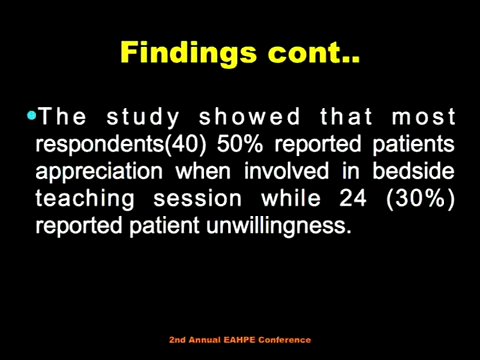 Findings cont..
•The study showed that most
respondents(40) 50% reported patients
appreciation when involved in bedside
teaching session while 24 (30%)
reported patient unwillingness.
2nd Annual EAHPE Conference